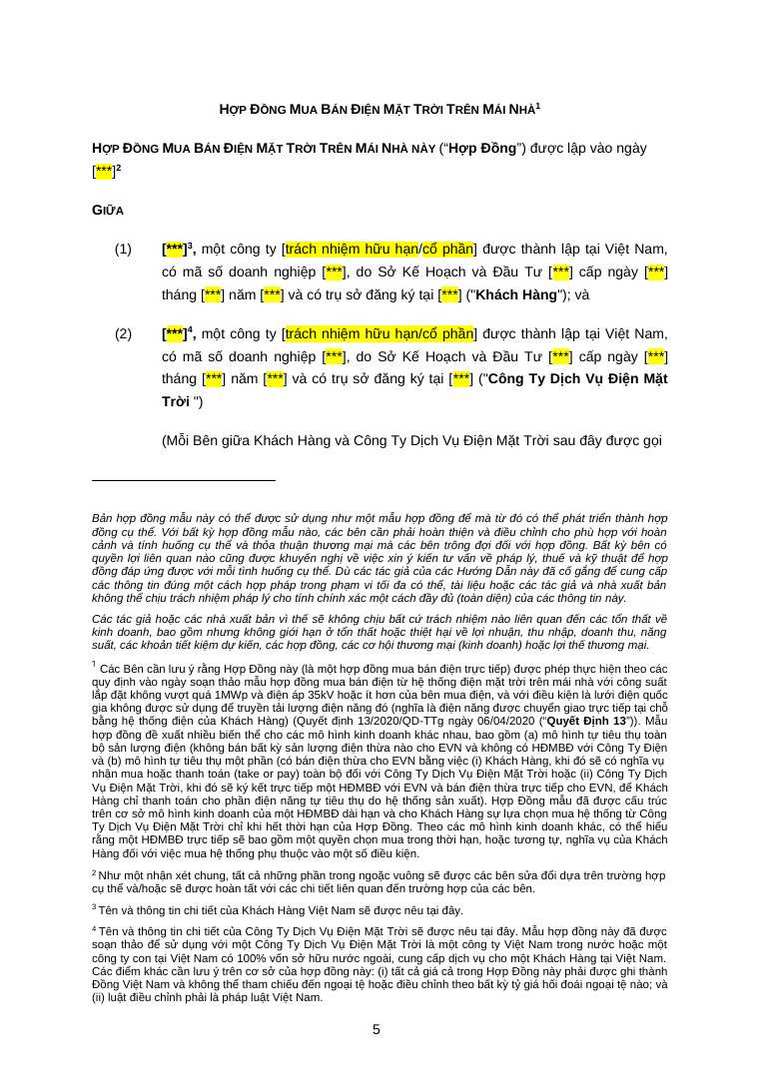 HỢP ĐỒNG MUA BÁN ĐIỆN MẶT TRỜI TRÊN MÁI NHÀ1
HỢP ĐỒNG MUA BÁN ĐIỆN MẶT TRỜI TRÊN MÁI NHÀ NÀY (“Hợp Đồng”) được lập vào ngày
[***]2
GIỮA
(1) [***]3, một công ty [trách nhiệm hữu hạn/cổ phần] được thành lập tại Việt Nam,
có mã số doanh nghiệp [***], do Sở Kế Hoạch và Đầu Tư [***] cấp ngày [***]
tháng [***] năm [***] và có trụ sở đăng ký tại [***] ("Khách Hàng"); và
(2) [***]4, một công ty [trách nhiệm hữu hạn/cổ phần] được thành lập tại Việt Nam,
có mã số doanh nghiệp [***], do Sở Kế Hoạch và Đầu Tư [***] cấp ngày [***]
tháng [***] năm [***] và có trụ sở đăng ký tại [***] ("Công Ty Dịch Vụ Điện Mặt
Trời ")
(Mỗi Bên giữa Khách Hàng và Công Ty Dịch Vụ Điện Mặt Trời sau đây được gọi
Bản hợp đồng mẫu này có thể được sử dụng như một mẫu hợp đồng để mà từ đó có thể phát triển thành hợp
đồng cụ thể. Với bất kỳ hợp đồng mẫu nào, các bên cần phải hoàn thiện và điều chỉnh cho phù hợp với hoàn
cảnh và tình huống cụ thể và thỏa thuận thương mại mà các bên trông đợi đối với hợp đồng. Bất kỳ bên có
quyền lợi liên quan nào cũng được khuyến nghị về việc xin ý kiến tư vấn về pháp lý, thuế và kỹ thuật để hợp
đồng đáp ứng được với mỗi tình huống cụ thể. Dù các tác giả của các Hướng Dẫn này đã cố gắng để cung cấp
các thông tin đúng một cách hợp pháp trong phạm vi tối đa có thể, tài liệu hoặc các tác giả và nhà xuất bản
không thể chịu trách nhiệm pháp lý cho tính chính xác một cách đầy đủ (toàn diện) của các thông tin này.
Các tác giả hoặc các nhà xuất bản vì thế sẽ không chịu bất cứ trách nhiệm nào liên quan đến các tổn thất về
kinh doanh, bao gồm nhưng không giới hạn ở tổn thất hoặc thiệt hại về lợi nhuận, thu nhập, doanh thu, năng
suất, các khoản tiết kiệm dự kiến, các hợp đồng, các cơ hội thương mại (kinh doanh) hoặc lợi thế thương mại.
1 Các Bên cần lưu ý rằng Hợp Đồng này (là một hợp đồng mua bán điện trực tiếp) được phép thực hiện theo các
quy định vào ngày soạn thảo mẫu hợp đồng mua bán điện từ hệ thống điện mặt trời trên mái nhà với công suất
lắp đặt không vượt quá 1MWp và điện áp 35kV hoặc ít hơn của bên mua điện, và với điều kiện là lưới điện quốc
gia không được sử dụng để truyền tải lượng điện năng đó (nghĩa là điện năng được chuyển giao trực tiếp tại chỗ
bằng hệ thống điện của Khách Hàng) (Quyết định 13/2020/QD-TTg ngày 06/04/2020 (“Quyết Định 13”)). Mẫu
hợp đồng đề xuất nhiều biến thể cho các mô hình kinh doanh khác nhau, bao gồm (a) mô hình tự tiêu thụ toàn
bộ sản lượng điện (không bán bất kỳ sản lượng điện thừa nào cho EVN và không có HĐMBĐ với Công Ty Điện
và (b) mô hình tự tiêu thụ một phần (có bán điện thừa cho EVN bằng việc (i) Khách Hàng, khi đó sẽ có nghĩa vụ
nhận mua hoặc thanh toán (take or pay) toàn bộ đối với Công Ty Dịch Vụ Điện Mặt Trời hoặc (ii) Công Ty Dịch
Vụ Điện Mặt Trời, khi đó sẽ ký kết trực tiếp một HĐMBĐ với EVN và bán điện thừa trực tiếp cho EVN, để Khách
Hàng chỉ thanh toán cho phần điện năng tự tiêu thụ do hệ thống sản xuất). Hợp Đồng mẫu đã được cấu trúc
trên cơ sở mô hình kinh doanh của một HĐMBĐ dài hạn và cho Khách Hàng sự lựa chọn mua hệ thống từ Công
Ty Dịch Vụ Điện Mặt Trời chỉ khi hết thời hạn của Hợp Đồng. Theo các mô hình kinh doanh khác, có thể hiểu
rằng một HĐMBĐ trực tiếp sẽ bao gồm một quyền chọn mua trong thời hạn, hoặc tương tự, nghĩa vụ của Khách
Hàng đối với việc mua hệ thống phụ thuộc vào một số điều kiện.
2 Như một nhận xét chung, tất cả những phần trong ngoặc vuông sẽ được các bên sửa đổi dựa trên trường hợp
cụ thể và/hoặc sẽ được hoàn tất với các chi tiết liên quan đến trường hợp của các bên.
3 Tên và thông tin chi tiết của Khách Hàng Việt Nam sẽ được nêu tại đây.
4 Tên và thông tin chi tiết của Công Ty Dịch Vụ Điện Mặt Trời sẽ được nêu tại đây. Mẫu hợp đồng này đã được
soạn thảo để sử dụng với một Công Ty Dịch Vụ Điện Mặt Trời là một công ty Việt Nam trong nước hoặc một
công ty con tại Việt Nam có 100% vốn sở hữu nước ngoài, cung cấp dịch vụ cho một Khách Hàng tại Việt Nam.
Các điểm khác cần lưu ý trên cơ sở của hợp đồng này: (i) tất cả giá cả trong Hợp Đồng này phải được ghi thành
Đồng Việt Nam và không thể tham chiếu đến ngoại tệ hoặc điều chỉnh theo bất kỳ tỷ giá hối đoái ngoại tệ nào; và
(ii) luật điều chỉnh phải là pháp luật Việt Nam.
5